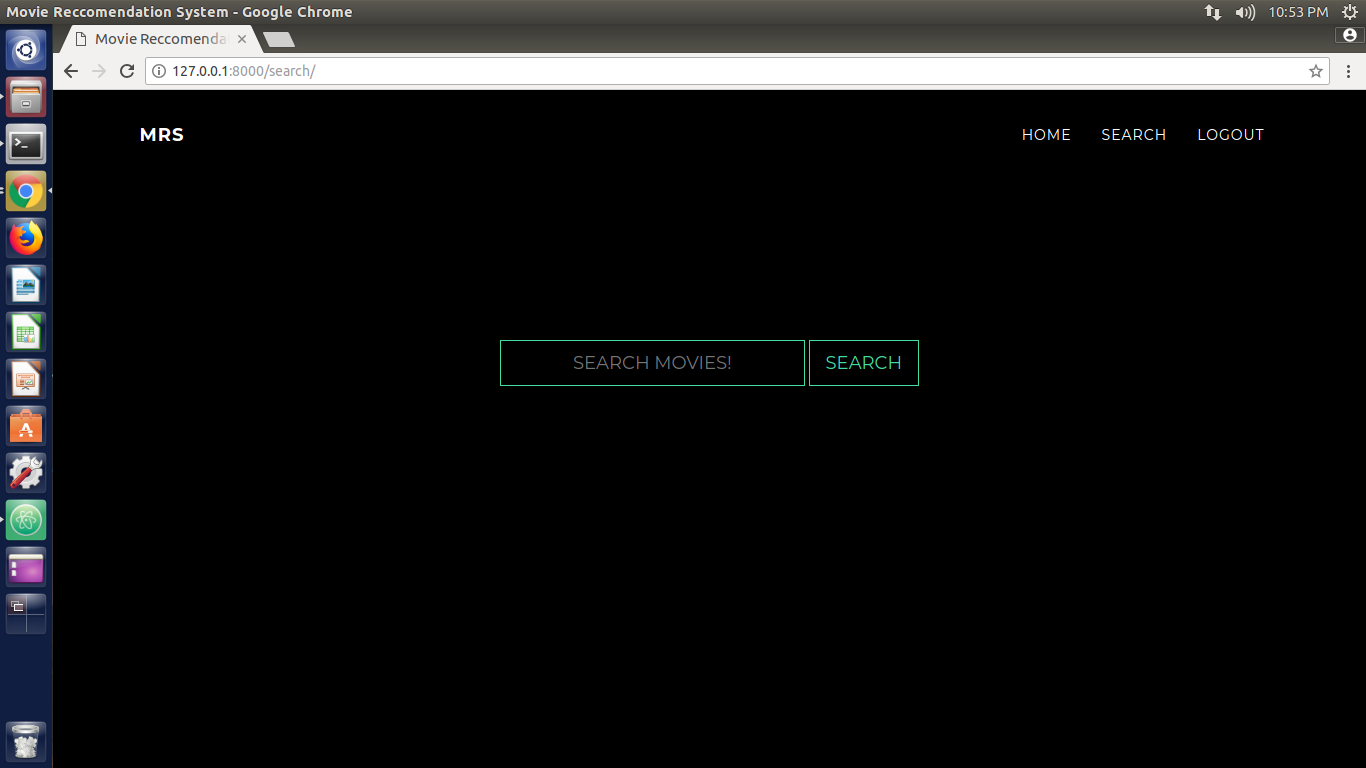 Movie Reccomendation System - Google Chrome
10:53 PM
Movie Reccomenda
127.0.0.1:8000/search/
MRS
HOME SEARCH LOGOUT
SEARCH MOVIES! SEARCH